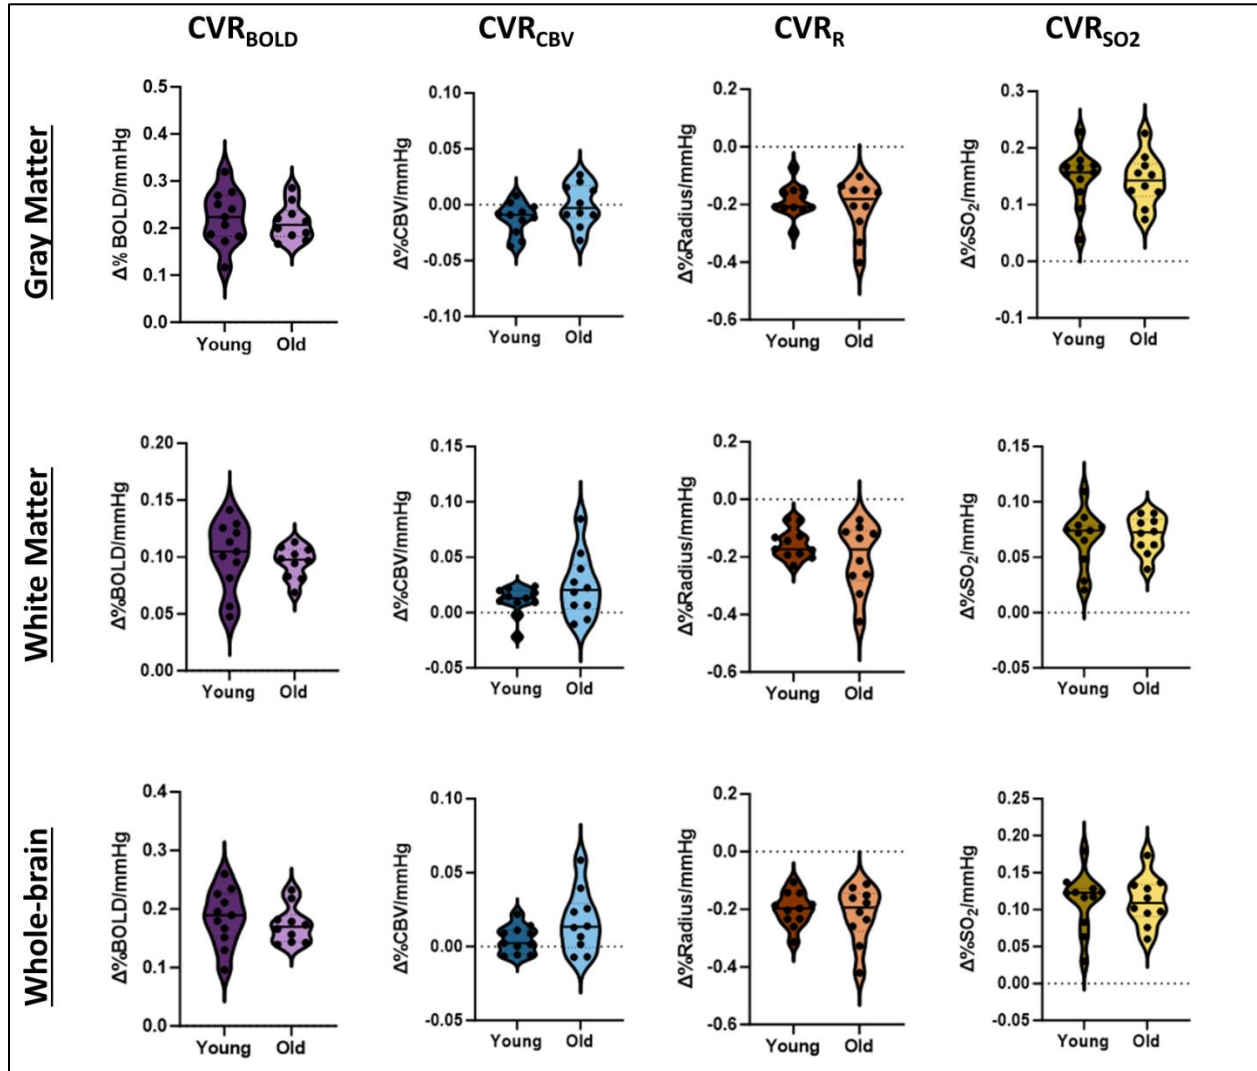 CVR_BOLD CVR_CBV CVR_R CVR_SO2
Gray Matter
Δ% BOLD/mmHg
0.5
0.4
0.3
0.2
0.1
0.0
Young Old
Δ%CBV/mmHg
0.10
0.05
0.00
-0.05
-0.10
Young Old
Δ%Radius/mmHg
0.2
0.0
-0.2
-0.4
-0.6
Young Old
Δ%SO₂/mmHg
0.3
0.2
0.1
0.0
-0.1
Young Old
White Matter
Δ%BOLD/mmHg
0.20
0.15
0.10
0.05
0.00
Young Old
Δ%CBV/mmHg
0.15
0.10
0.05
0.00
-0.05
Young Old
Δ%Radius/mmHg
0.2
0.0
-0.2
-0.4
-0.6
Young Old
Δ%SO₂/mmHg
0.15
0.10
0.05
0.00
-0.05
Young Old
Whole-brain
Δ%BOLD/mmHg
0.4
0.3
0.2
0.1
0.0
Young Old
Δ%CBV/mmHg
0.10
0.05
0.00
-0.05
Young Old
Δ%Radius/mmHg
0.2
0.0
-0.2
-0.4
-0.6
Young Old
Δ%SO₂/mmHg
0.25
0.20
0.15
0.10
0.05
0.00
-0.05
Young Old